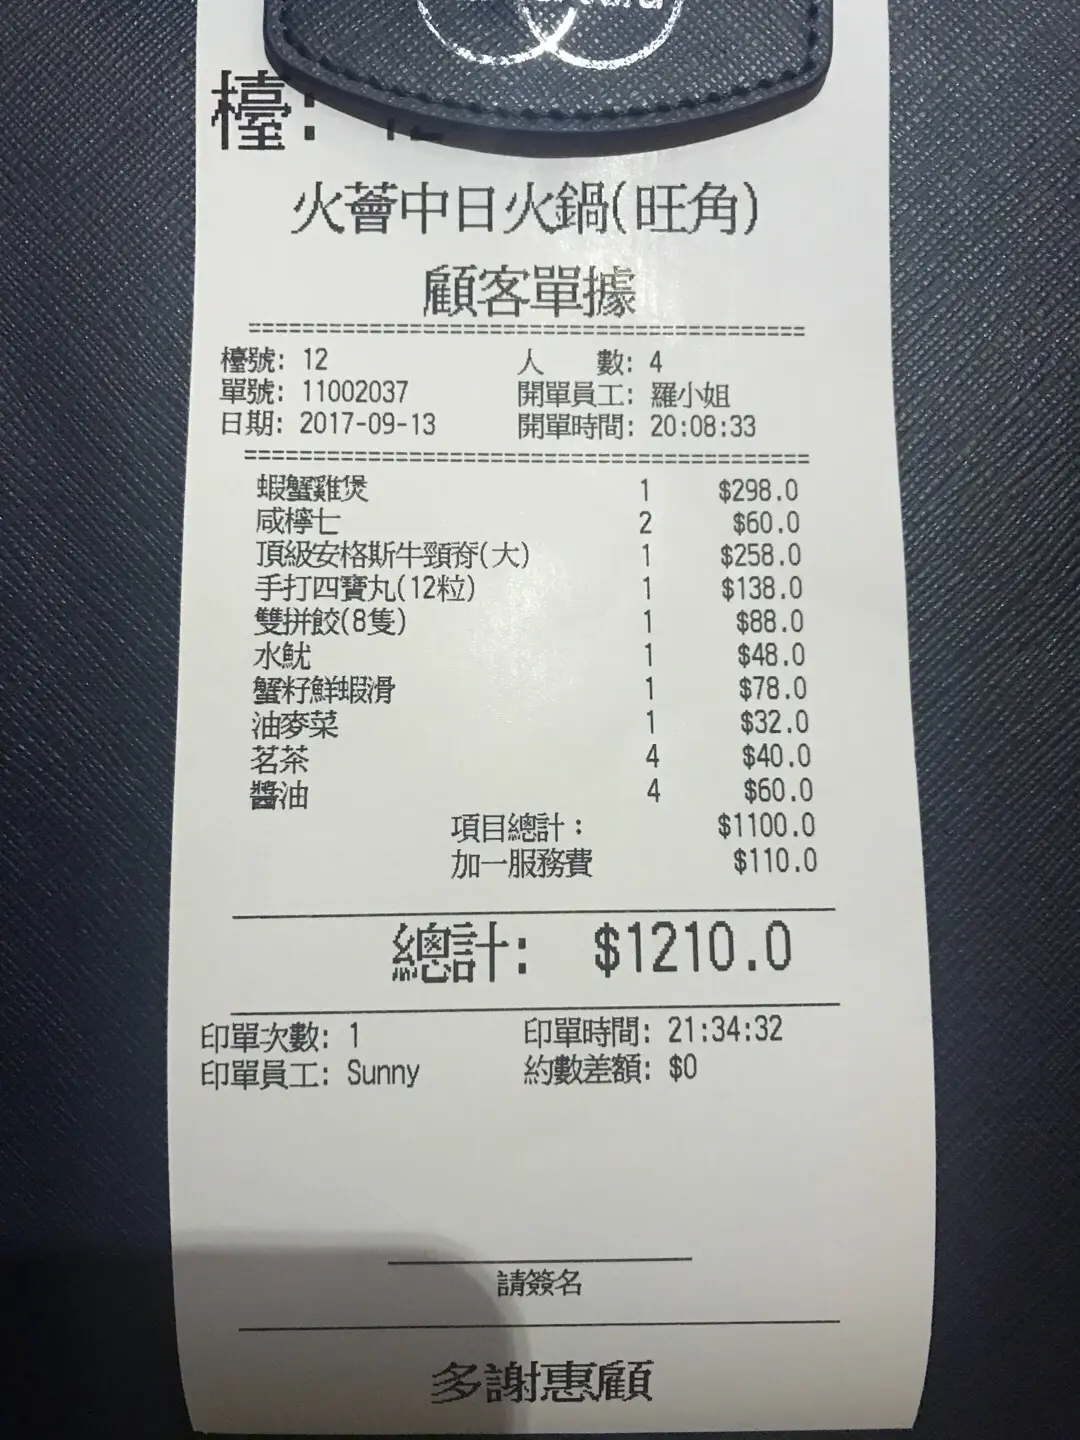 檯: 12
火薈中日火鍋(旺角)
顧客單據
檯號: 12 人 數: 4
單號: 11002037 開單員工: 羅小姐
日期: 2017-09-13 開單時間: 20:08:33
蝦蟹雞煲 1 $298.0
咸檸七 2 $60.0
頂級安格斯牛頸脊(大) 1 $258.0
手打四寶丸(12粒) 1 $138.0
雙拼餃(8隻) 1 $88.0
水魷 1 $48.0
蟹籽鮮蝦滑 1 $78.0
油麥菜 1 $32.0
茗茶 4 $40.0
醬油 4 $60.0
項目總計: $1100.0
加一服務費 $110.0
總計: $1210.0
印單次數: 1 印單時間: 21:34:32
印單員工: Sunny 約數差額: $0
請簽名
多謝惠顧